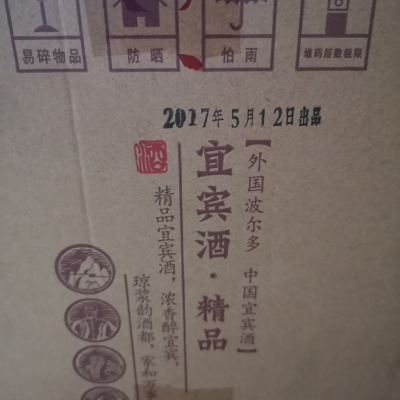 易碎物品
防晒
怕雨
堆码层数极限
2017年5月12日出品
【外国波尔多 中国宜宾酒】
宜宾酒·精品
精品宜宾酒，浓香醉宜宾，
琼浆韵酒都，家和万事